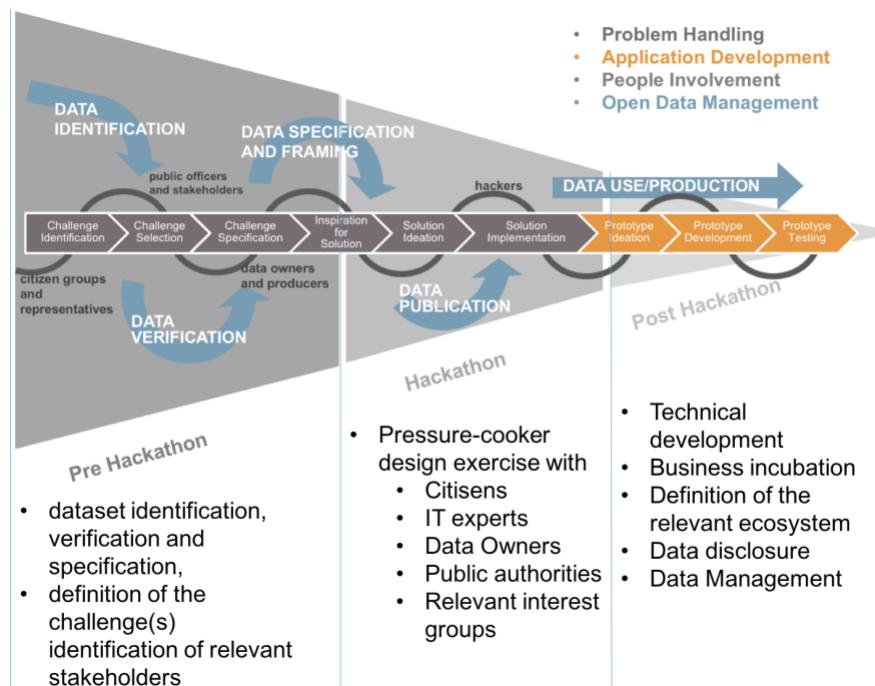 • Problem Handling
• Application Development
• People Involvement
• Open Data Management
DATA
IDENTIFICATION
DATA SPECIFICATION
AND FRAMING
public officers
and stakeholders
hackers
DATA USE/PRODUCTION
Challenge
Identification
Challenge
Selection
Challenge
Specification
Inspiration
for
Solution
Solution
Ideation
Solution
Implementation
Prototype
Ideation
Prototype
Development
Prototype
Testing
citizen groups
and
representatives
data owners
and producers
DATA
VERIFICATION
DATA
PUBLICATION
Pre Hackathon
Hackathon
Post Hackathon
• dataset identification,
verification and
specification,
• definition of the
challenge(s)
identification of relevant
stakeholders
• Pressure-cooker
design exercise with
• Citisens
• IT experts
• Data Owners
• Public authorities
• Relevant interest
groups
• Technical
development
• Business incubation
• Definition of the
relevant ecosystem
• Data disclosure
• Data Management